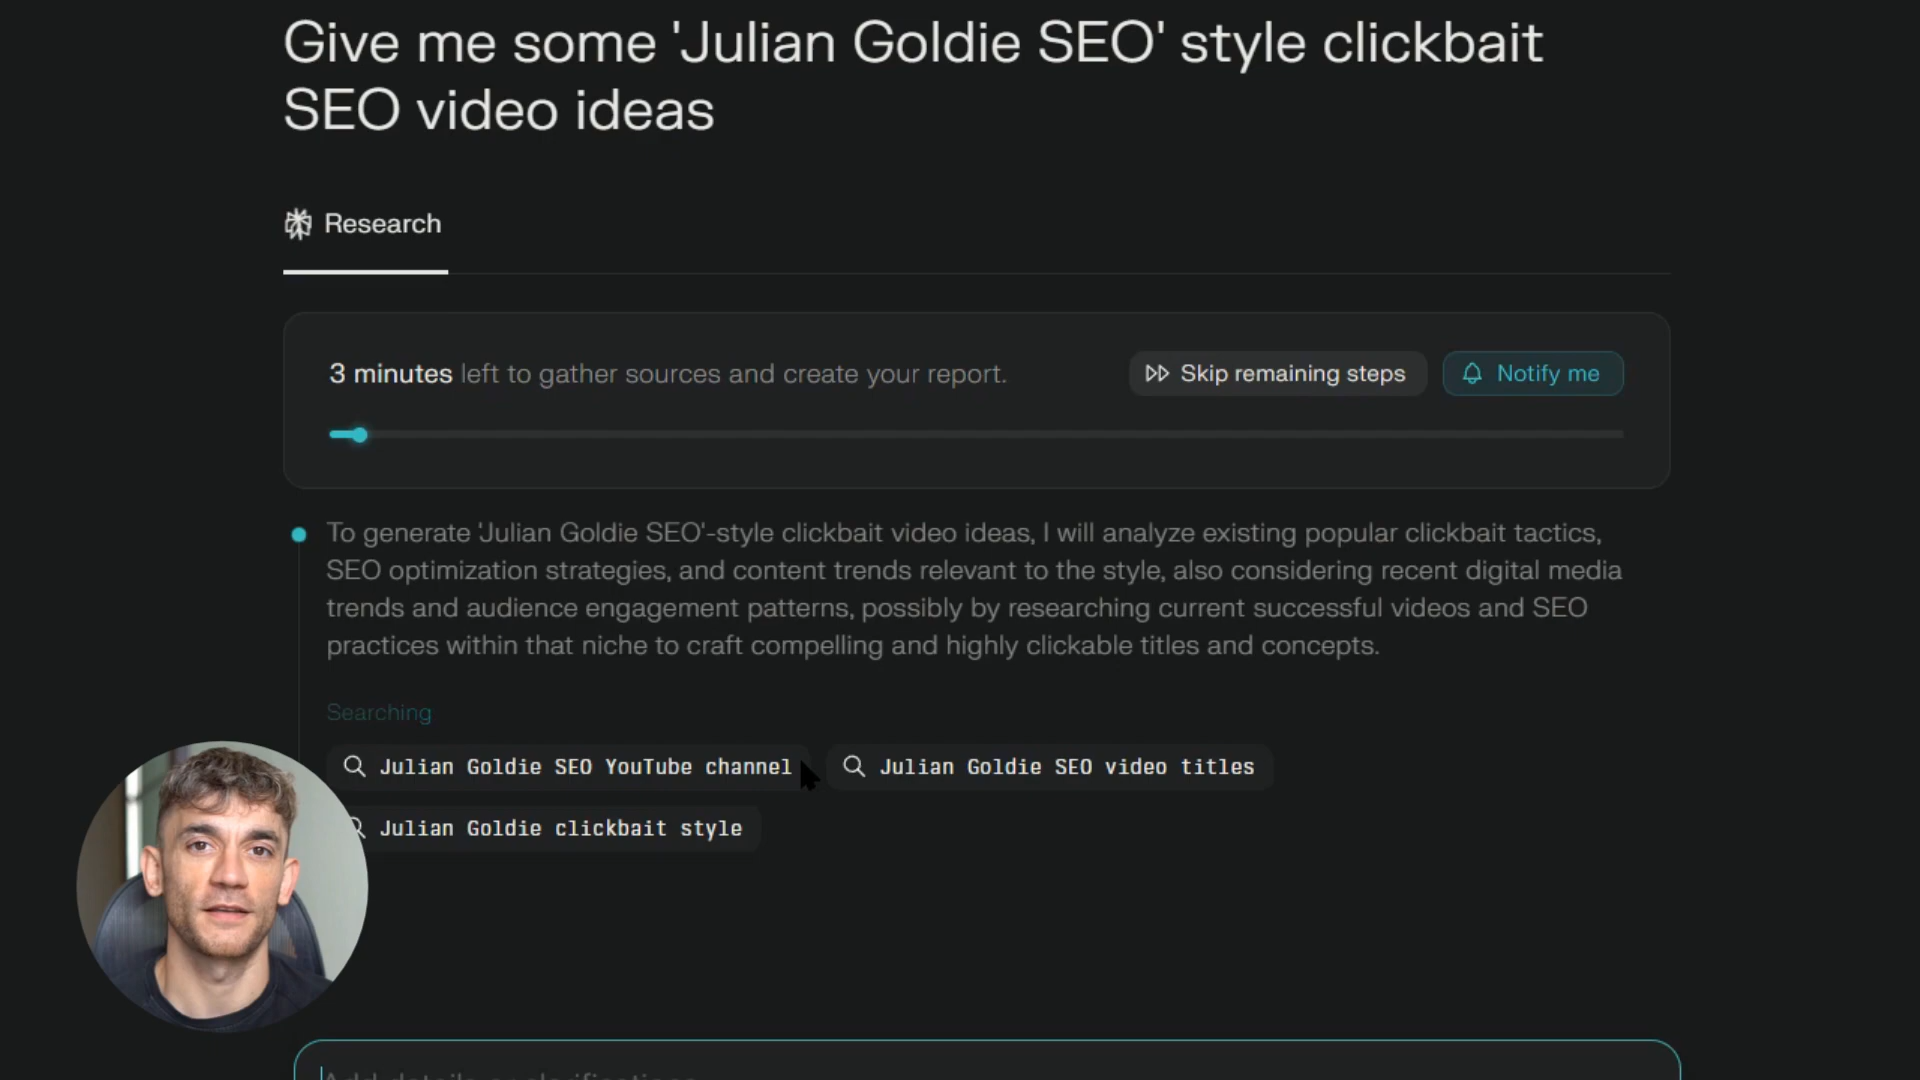 Give me some 'Julian Goldie SEO' style clickbait
SEO video ideas
Research
3 minutes left to gather sources and create your report.
Skip remaining steps
Notify me
To generate 'Julian Goldie SEO'-style clickbait video ideas, I will analyze existing popular clickbait tactics,
SEO optimization strategies, and content trends relevant to the style, also considering recent digital media
trends and audience engagement patterns, possibly by researching current successful videos and SEO
practices within that niche to craft compelling and highly clickable titles and concepts.
Searching
Julian Goldie SEO YouTube channel
Julian Goldie SEO video titles
Julian Goldie clickbait style